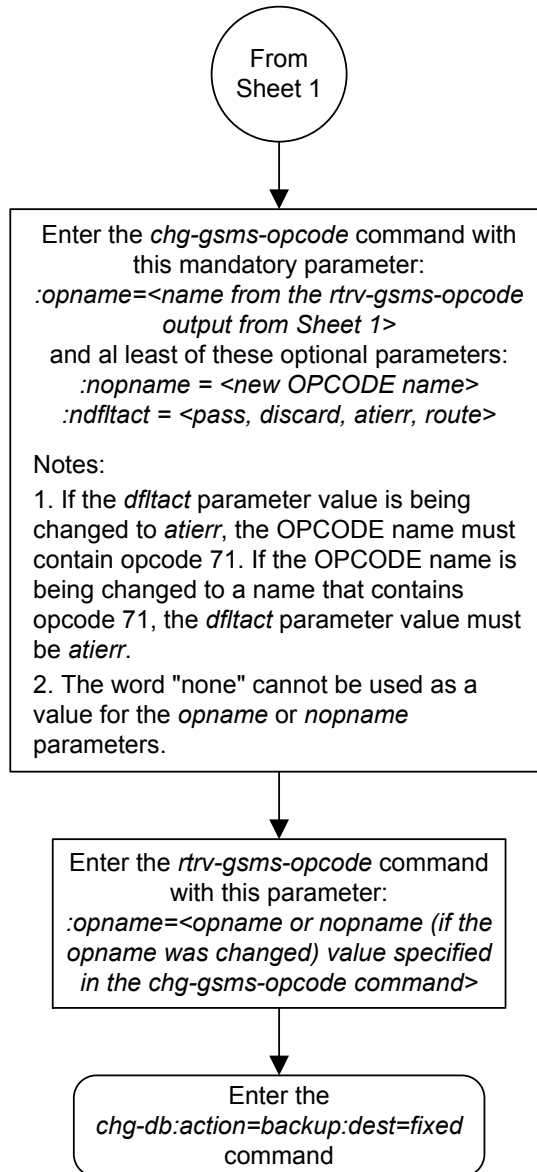 From
Sheet 1
Enter the chg-gsms-opcode command with
this mandatory parameter:
:opname=<name from the rtrv-gsms-opcode
output from Sheet 1>
and al least of these optional parameters:
:nopname = <new OPCODE name>
:ndfltact = <pass, discard, atierr, route>
Notes:
1. If the dfltact parameter value is being
changed to atierr, the OPCODE name must
contain opcode 71. If the OPCODE name is
being changed to a name that contains
opcode 71, the dfltact parameter value must
be atierr.
2. The word "none" cannot be used as a
value for the opname or nopname
parameters.
Enter the rtrv-gsms-opcode command
with this parameter:
:opname=<opname or nopname (if the
opname was changed) value specified
in the chg-gsms-opcode command>
Enter the
chg-db:action=backup:dest=fixed
command